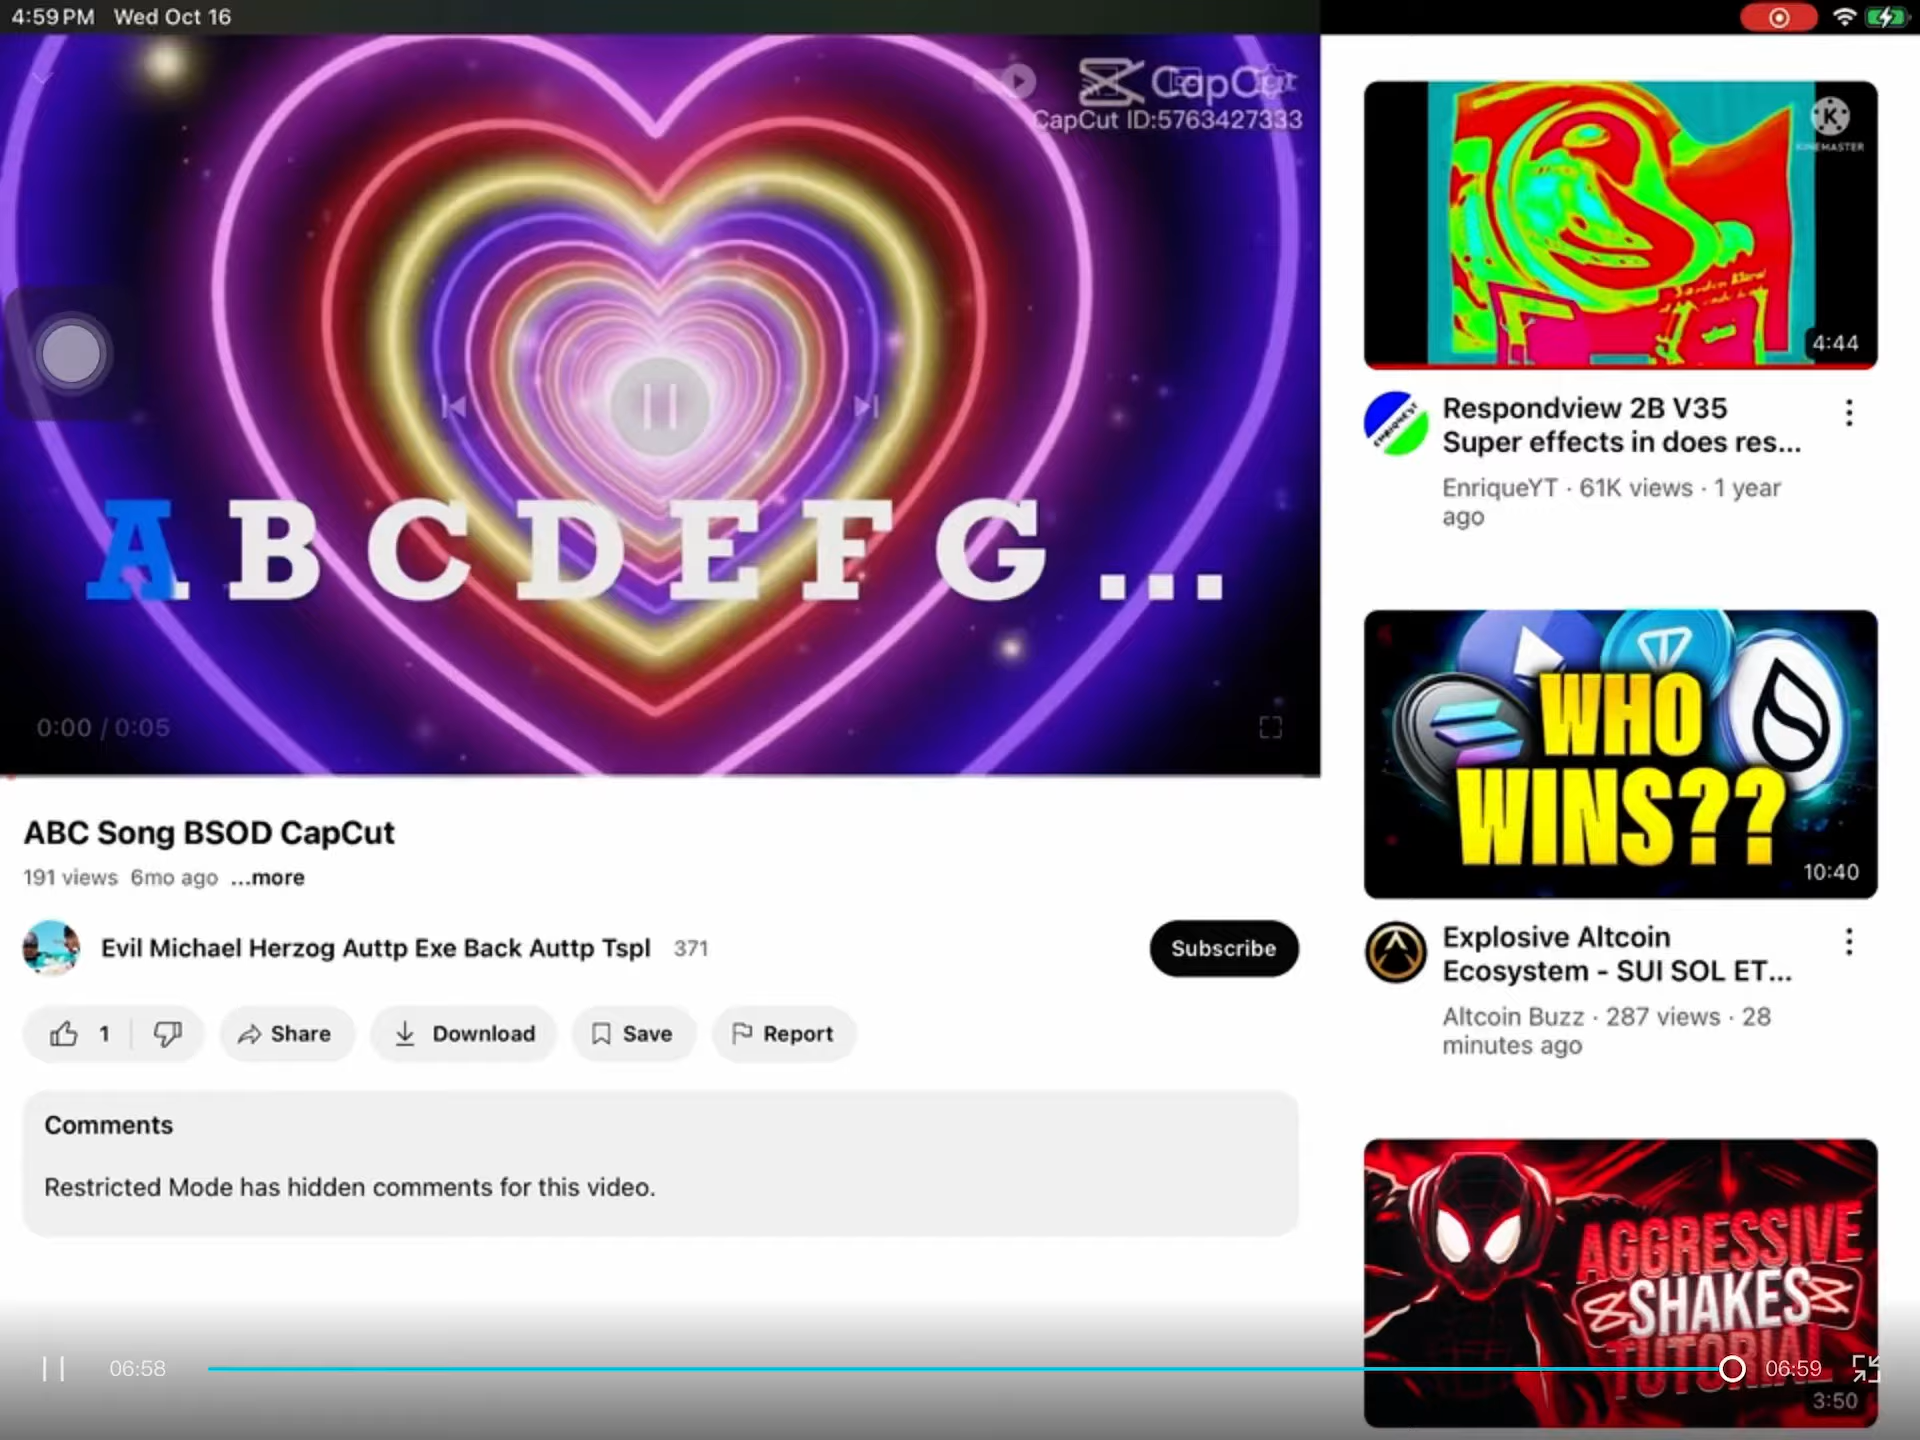 4:59 PM Wed Oct 16
CapCut
CapCut ID:5763427333
A B C D E F G ...
0:00 / 0:05
ABC Song BSOD CapCut
191 views 6mo ago ...more
Evil Michael Herzog Auttp Exe Back Auttp Tspl 371
Subscribe
1
Share
Download
Save
Report
Comments
Restricted Mode has hidden comments for this video.
06:58
06:59
K
KINEMASTER
4:44
ENRIQUEYT
Respondview 2B V35
Super effects in does res...
EnriqueYT · 61K views · 1 year
ago
WHO
WINS??
10:40
Explosive Altcoin
Ecosystem - SUI SOL ET...
Altcoin Buzz · 287 views · 28
minutes ago
AGGRESSIVE
SHAKES
TUTORIAL
3:50